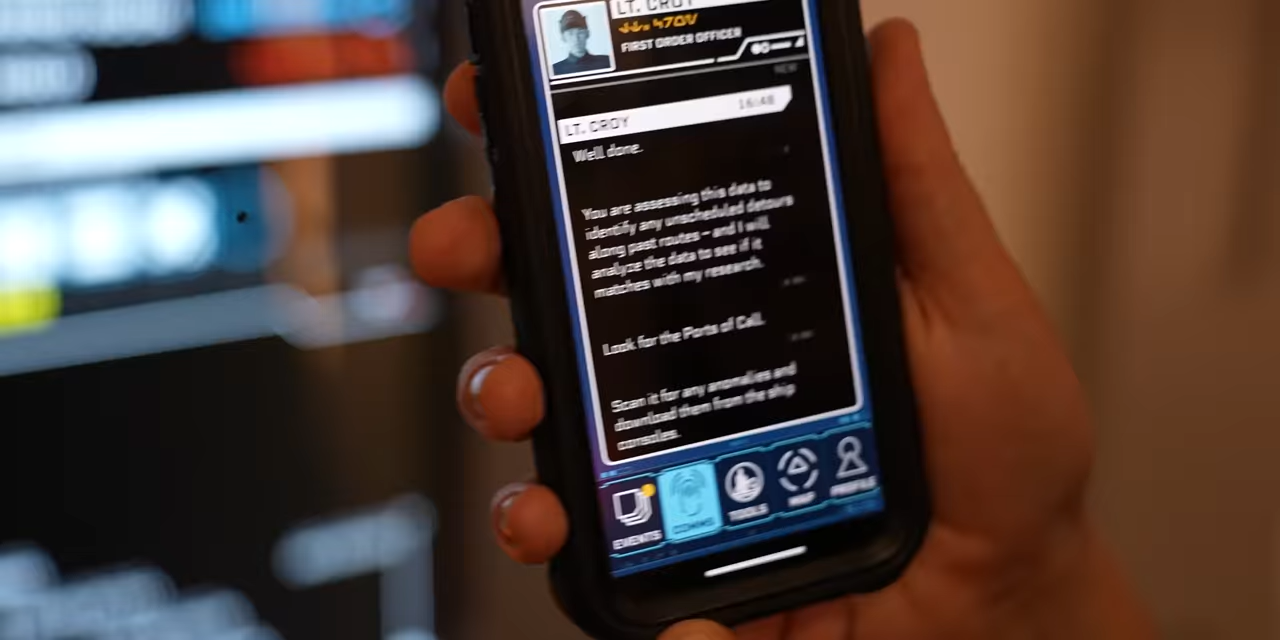 LT. CROY
FIRST ORDER OFFICER
NEW
LT. CROY
16:48
Well done.
You are assessing this data to
identify any unscheduled detours
along past routes – and I will
analyze the data to see if it
matches with my research.
Look for the Ports of Call.
Scan it for any anomalies and
download them from the ship
consoles.
EVENTS
COMMS
TOOLS
MAP
PROFILE